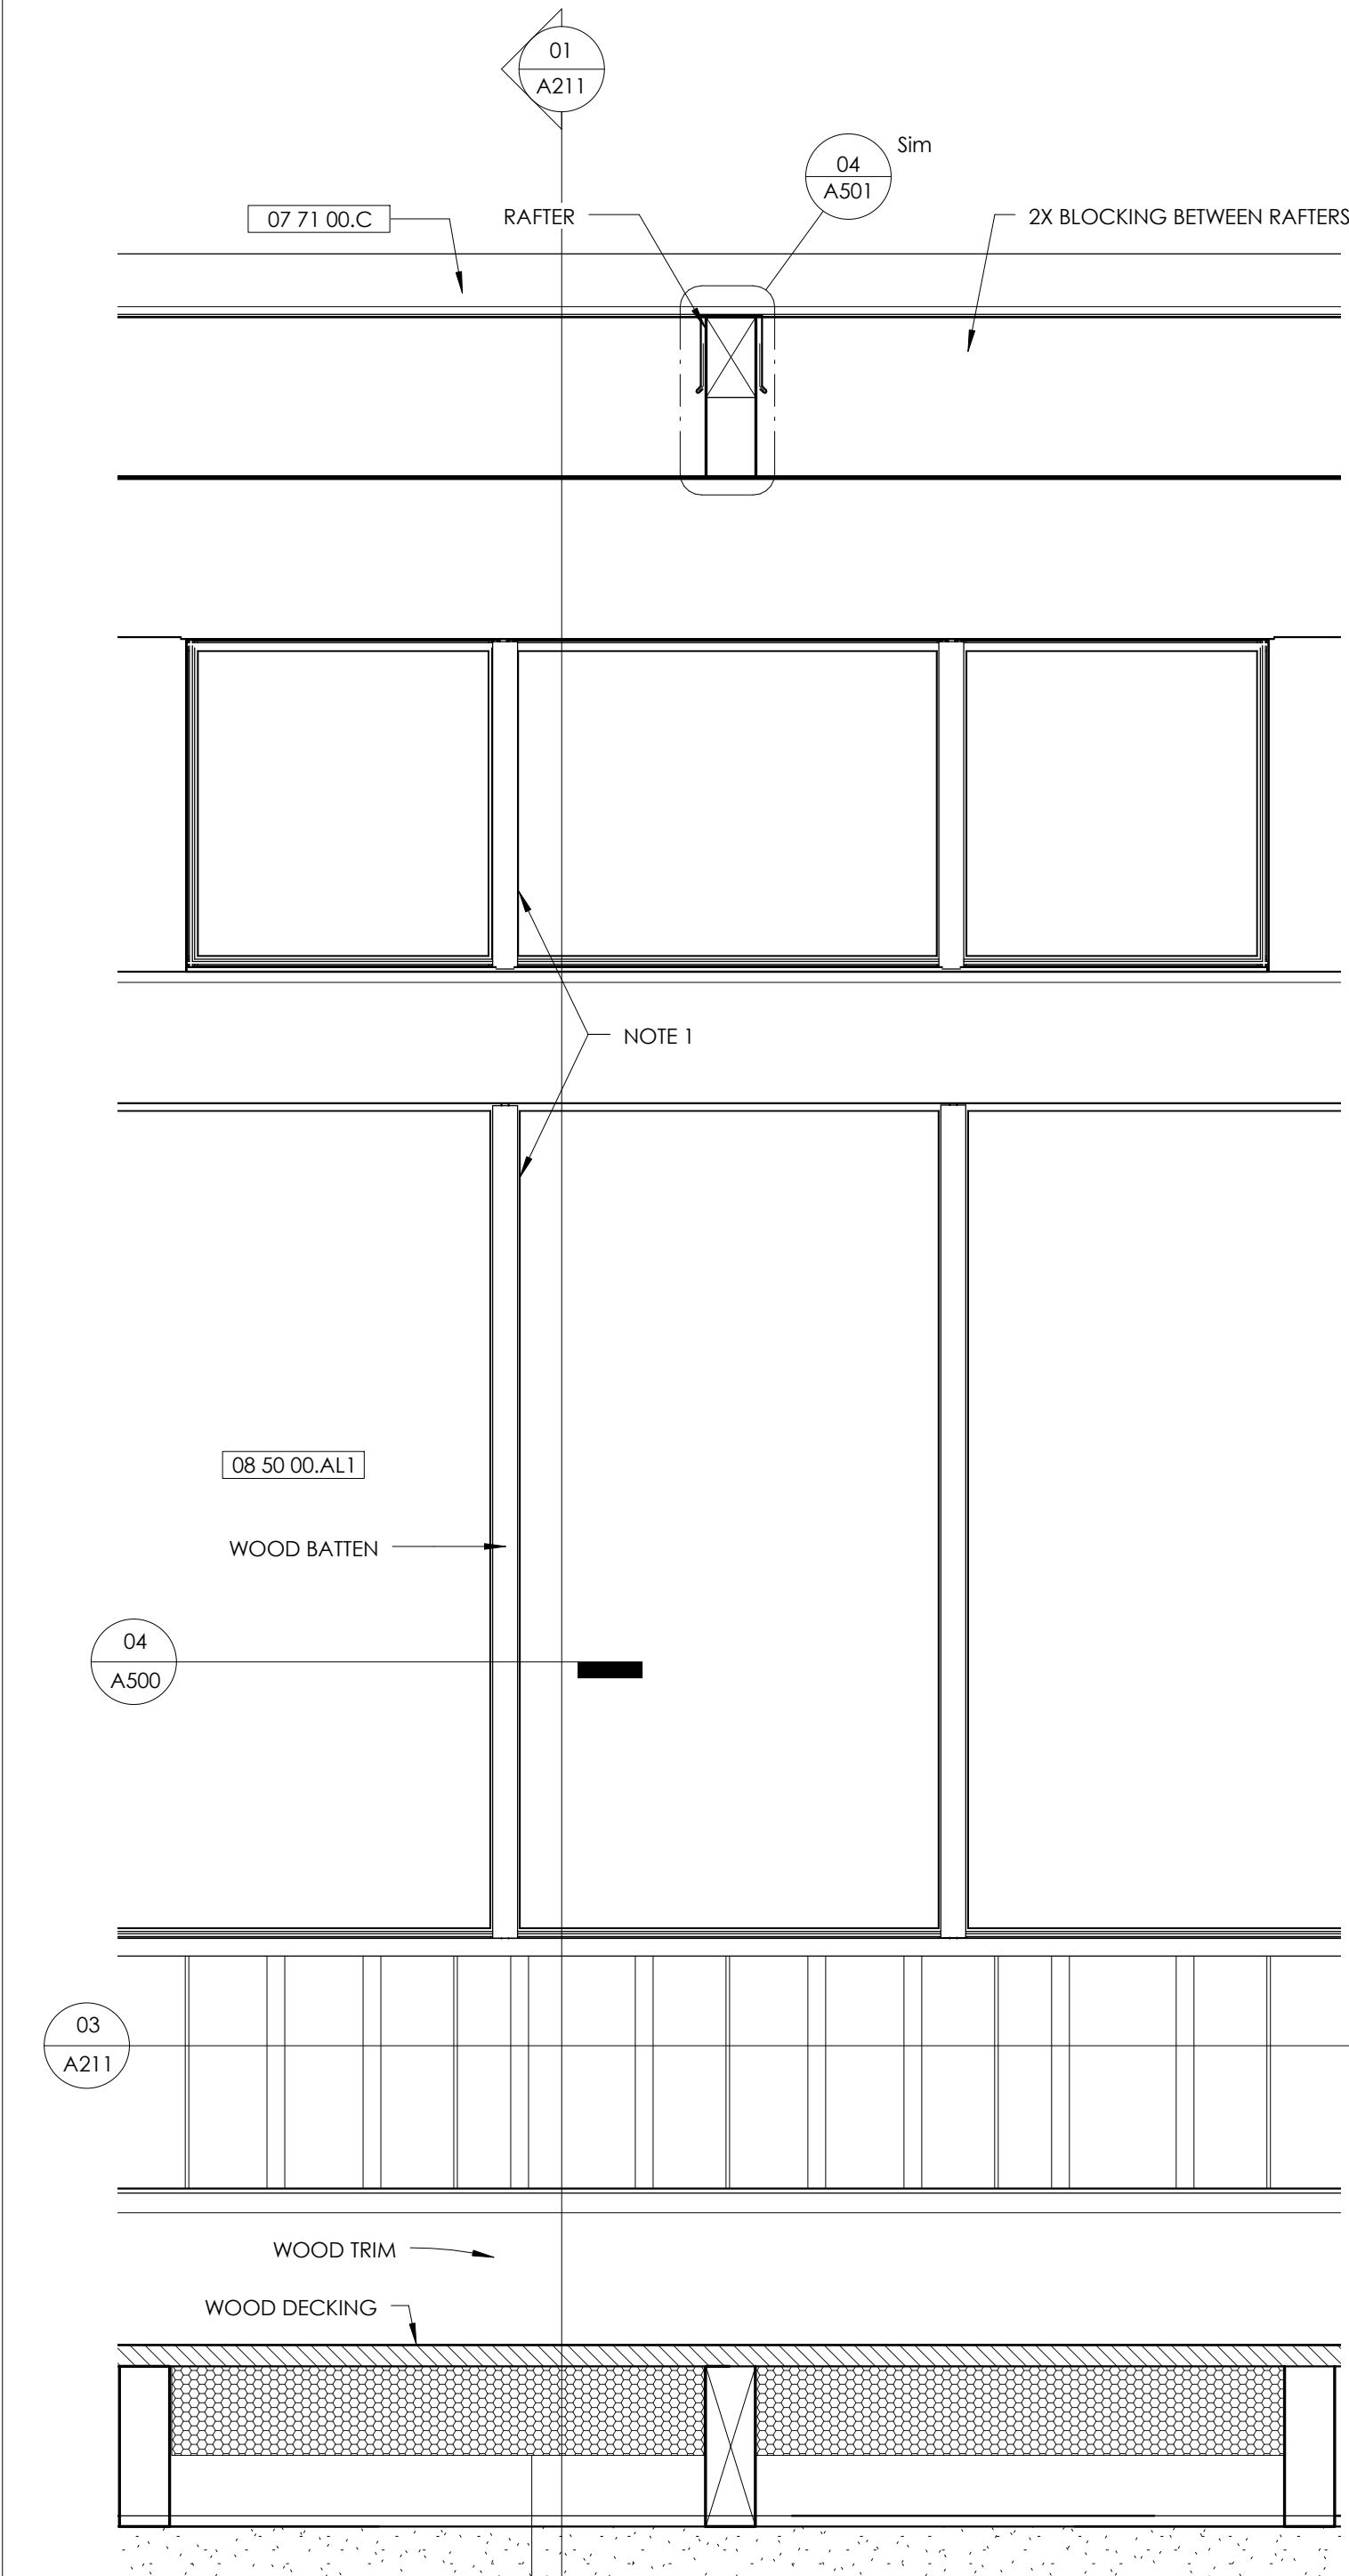 01
A211
04
A501
Sim
07 71 00.C
RAFTER
2X BLOCKING BETWEEN RAFTERS
NOTE 1
08 50 00.AL1
WOOD BATTEN
04
A500
03
A211
WOOD TRIM
WOOD DECKING